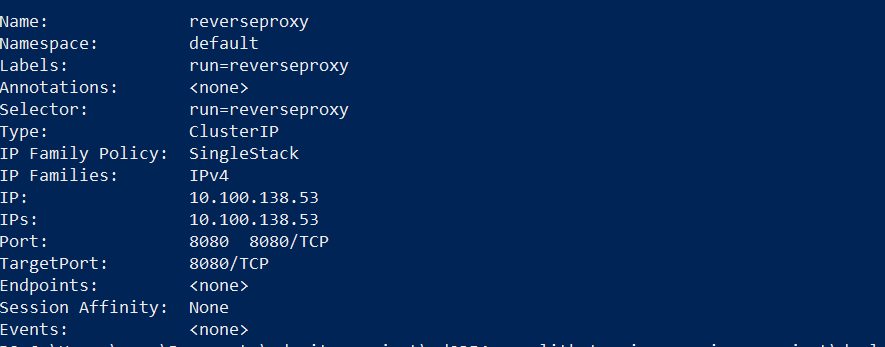 Name: reverseproxy
Namespace: default
Labels: run=reverseproxy
Annotations: <none>
Selector: run=reverseproxy
Type: ClusterIP
IP Family Policy: SingleStack
IP Families: IPv4
IP: 10.100.138.53
IPs: 10.100.138.53
Port: 8080 8080/TCP
TargetPort: 8080/TCP
Endpoints: <none>
Session Affinity: None
Events: <none>